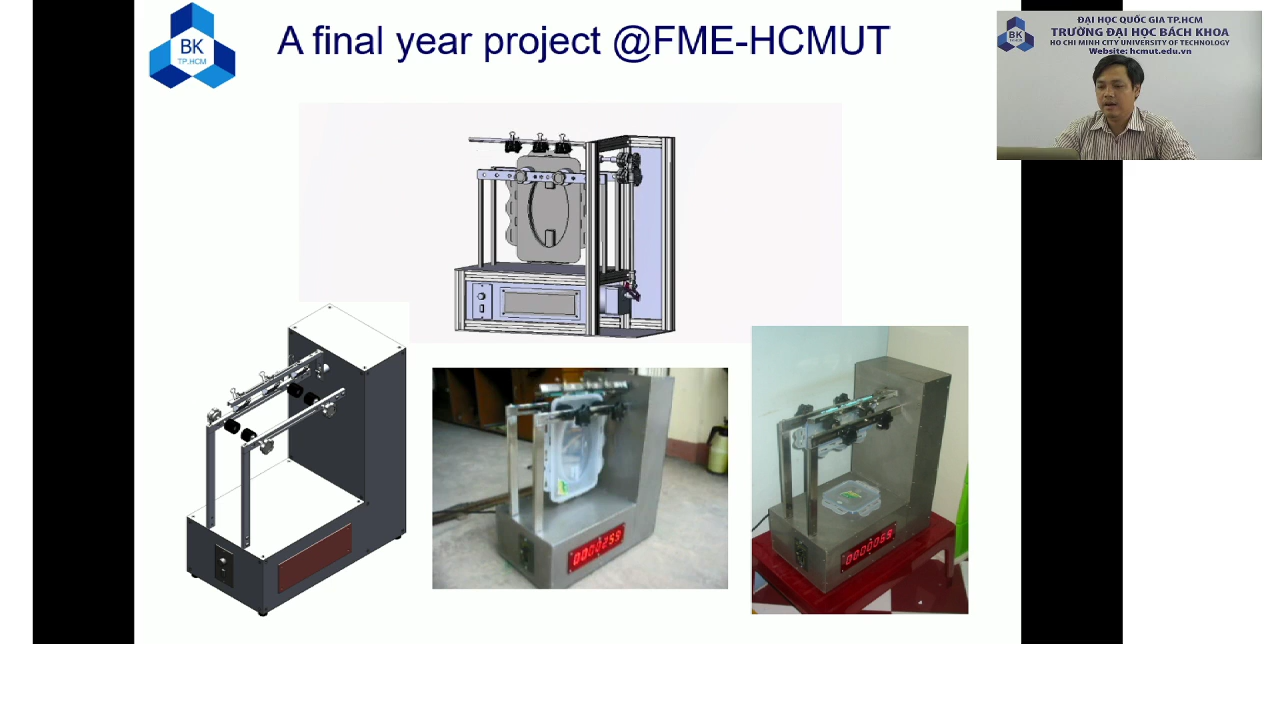 A final year project @FME-HCMUT
BK
TP.HCM
ĐẠI HỌC QUỐC GIA TP.HCM
TRƯỜNG ĐẠI HỌC BÁCH KHOA
HO CHI MINH CITY UNIVERSITY OF TECHNOLOGY
Website: hcmut.edu.vn
BK